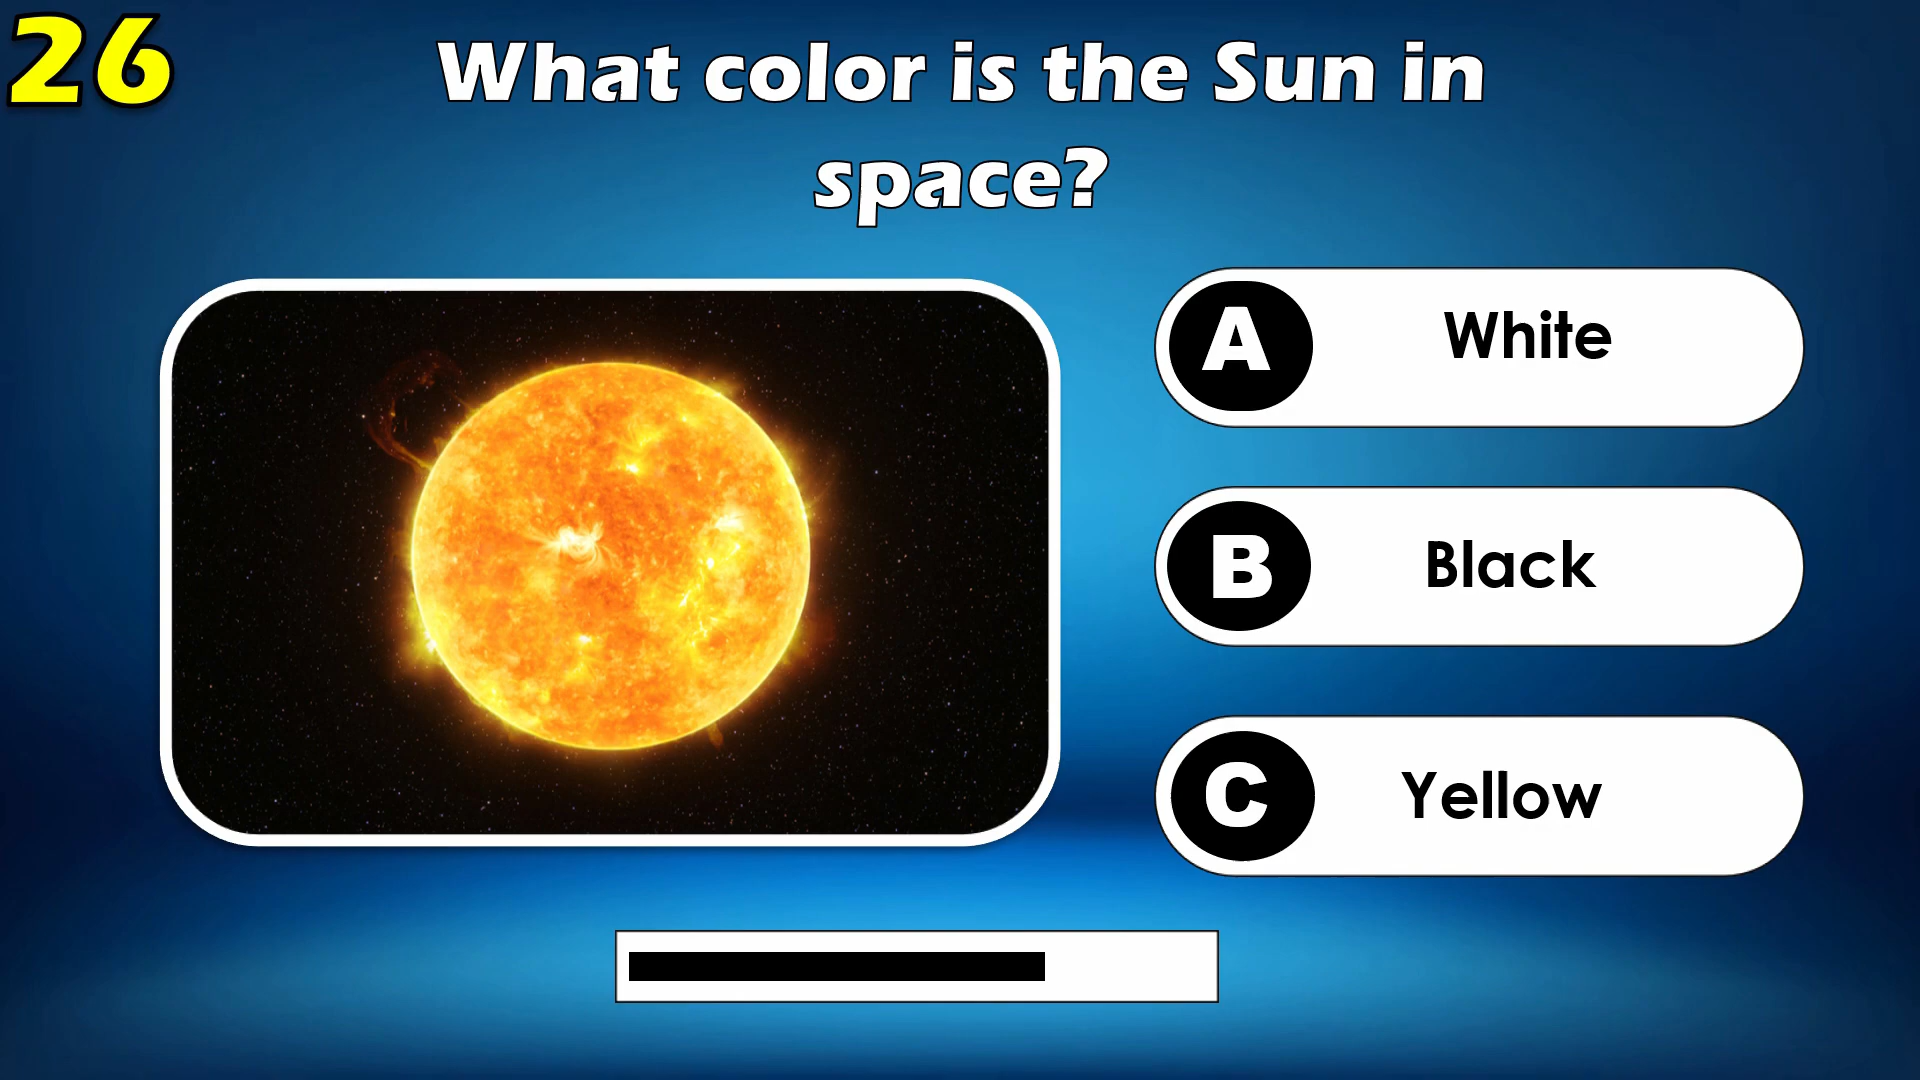 26
What color is the Sun in
space?
A White
B Black
C Yellow